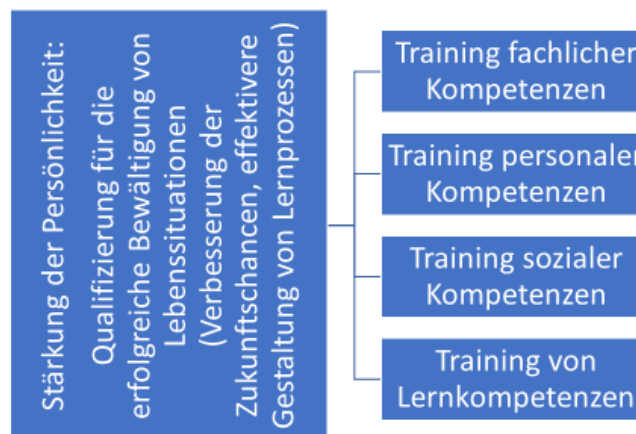 Stärkung der Persönlichkeit:
Qualifizierung für die
erfolgreiche Bewältigung von
Lebenssituationen
(Verbesserung der
Zukunftschancen, effektivere
Gestaltung von Lernprozessen)
Training fachlicher
Kompetenzen
Training personaler
Kompetenzen
Training sozialer
Kompetenzen
Training von
Lernkompetenzen